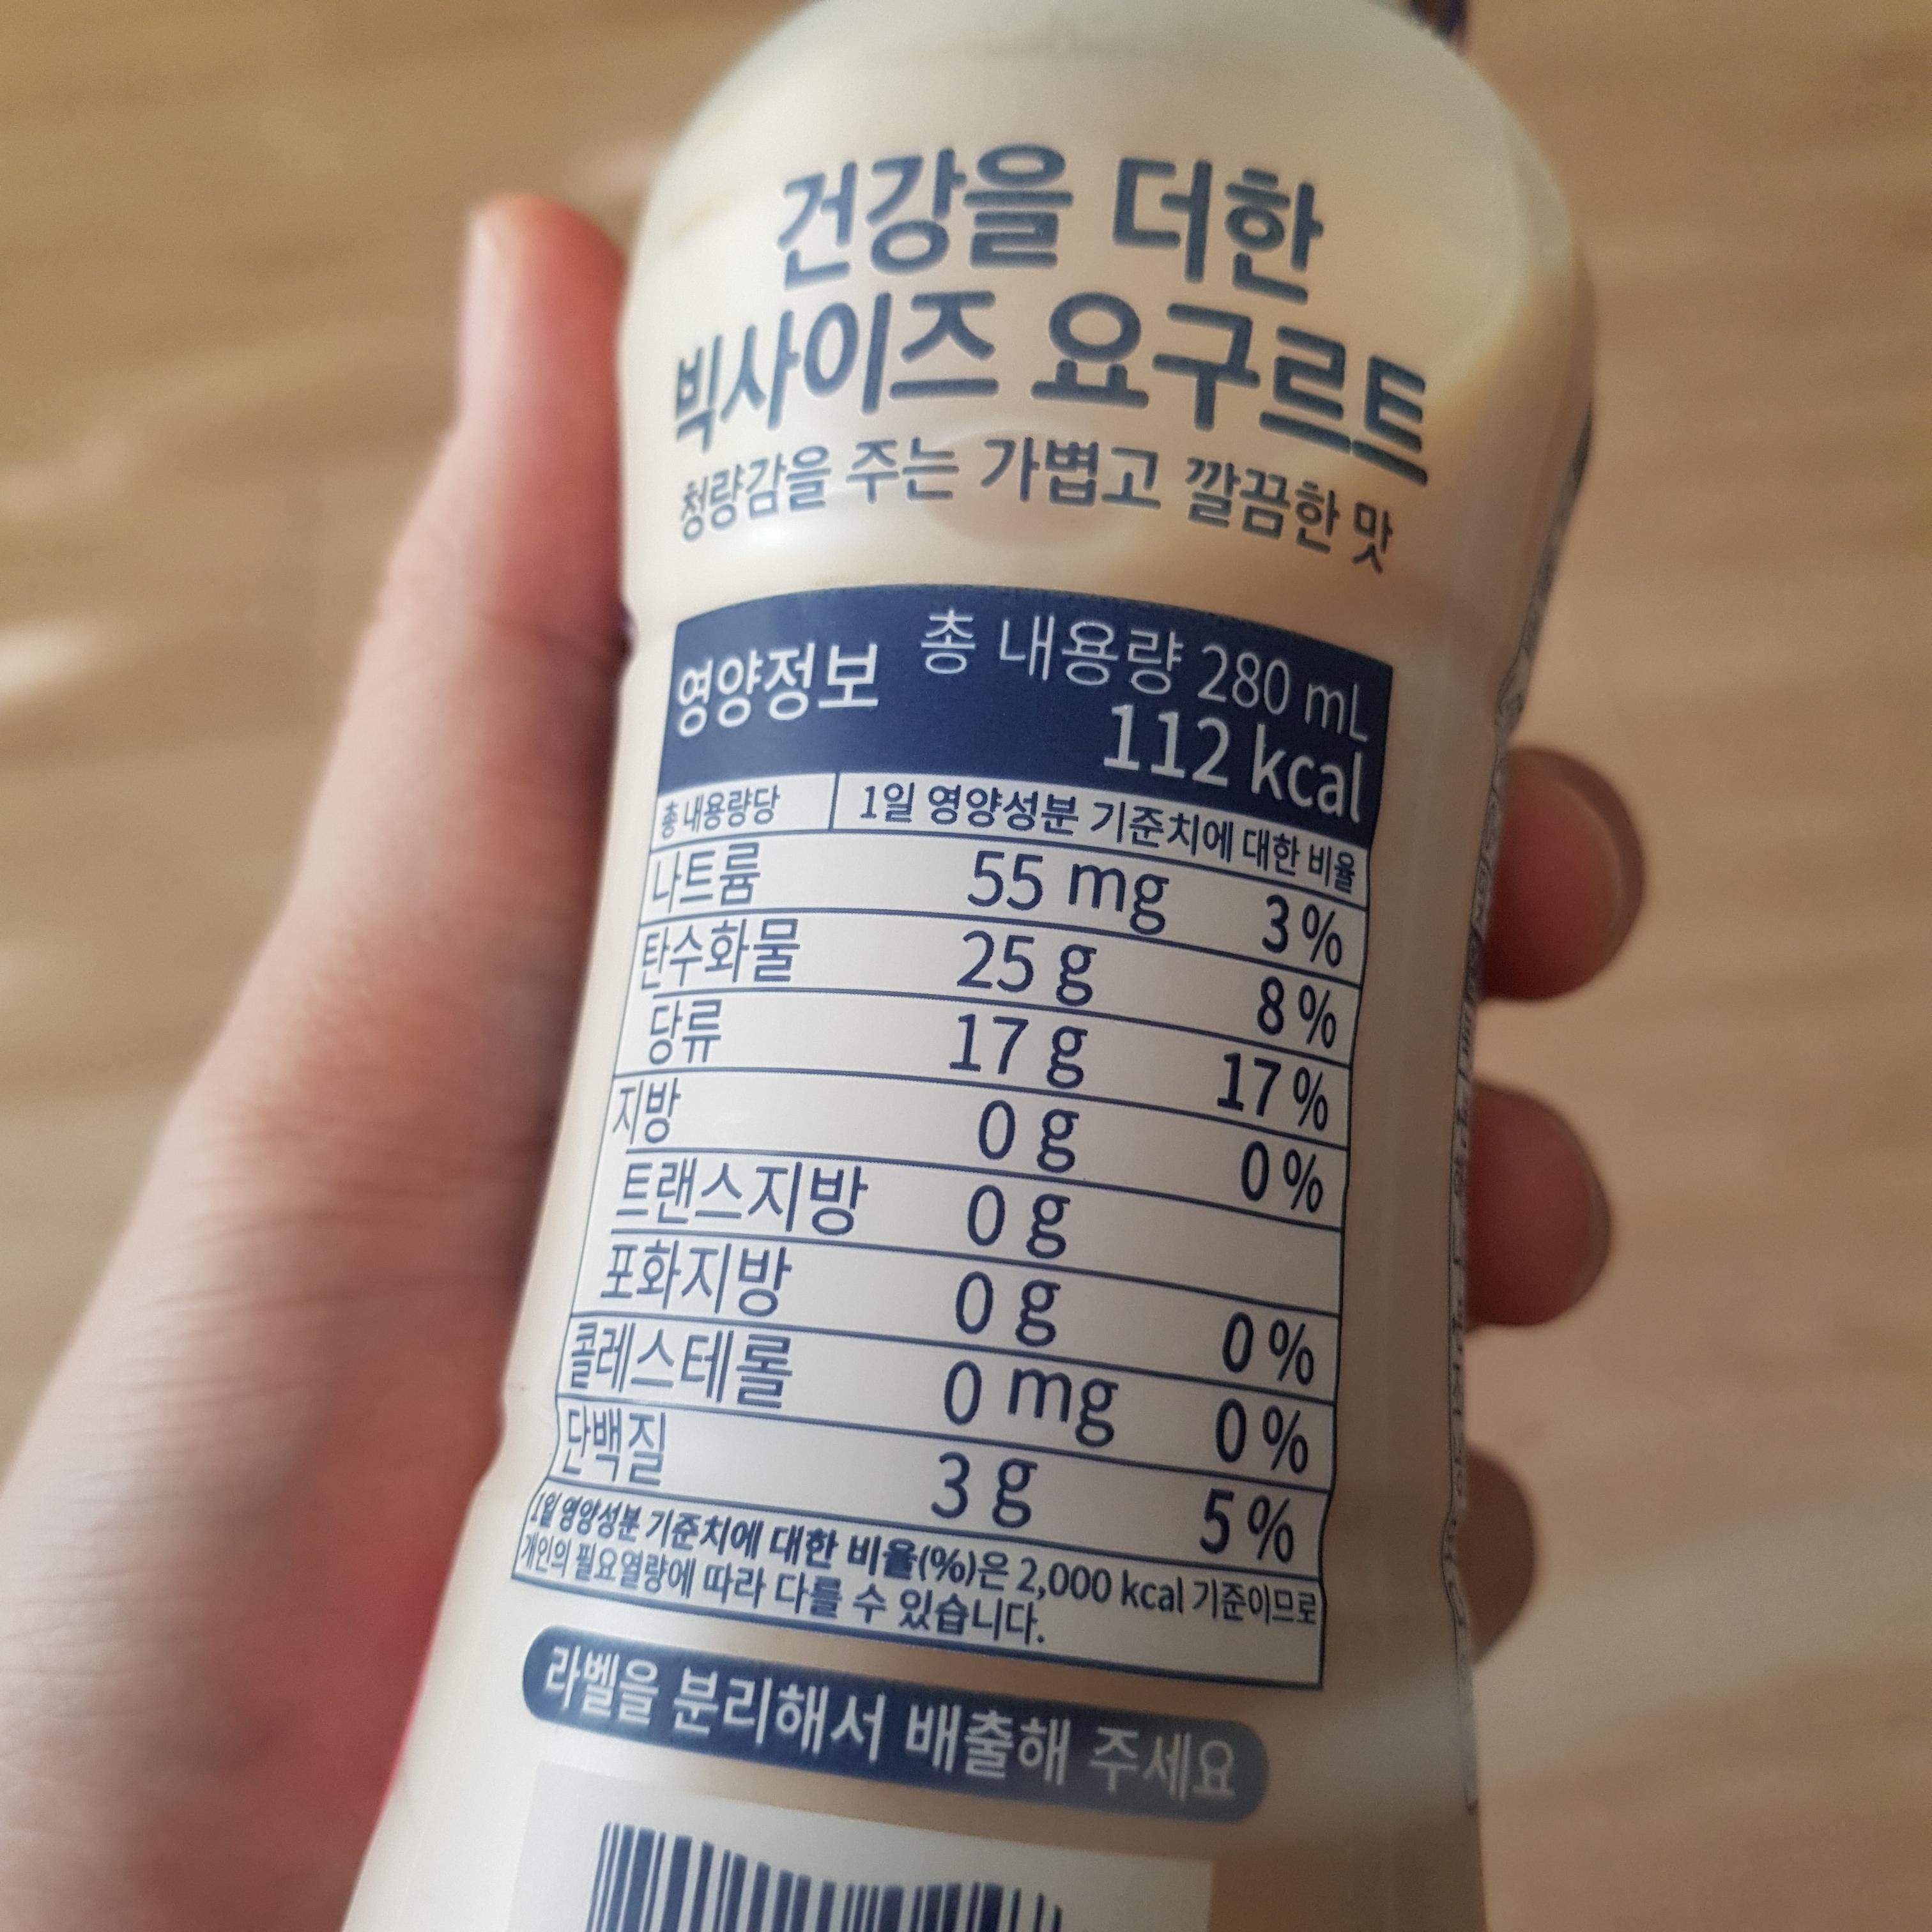 건강을 더한
빅사이즈 요구르트
청량감을 주는 가볍고 깔끔한 맛
영양정보
총 내용량 280 mL
112 kcal
총 내용량당 1일 영양성분 기준치에 대한 비율
나트륨 55 mg 3 %
탄수화물 25 g 8 %
당류 17 g 17 %
지방 0 g 0 %
트랜스지방 0 g
포화지방 0 g 0 %
콜레스테롤 0 mg 0 %
단백질 3 g 5 %
1일 영양성분 기준치에 대한 비율(%)은 2,000 kcal 기준이므로
개인의 필요열량에 따라 다를 수 있습니다.
라벨을 분리해서 배출해 주세요